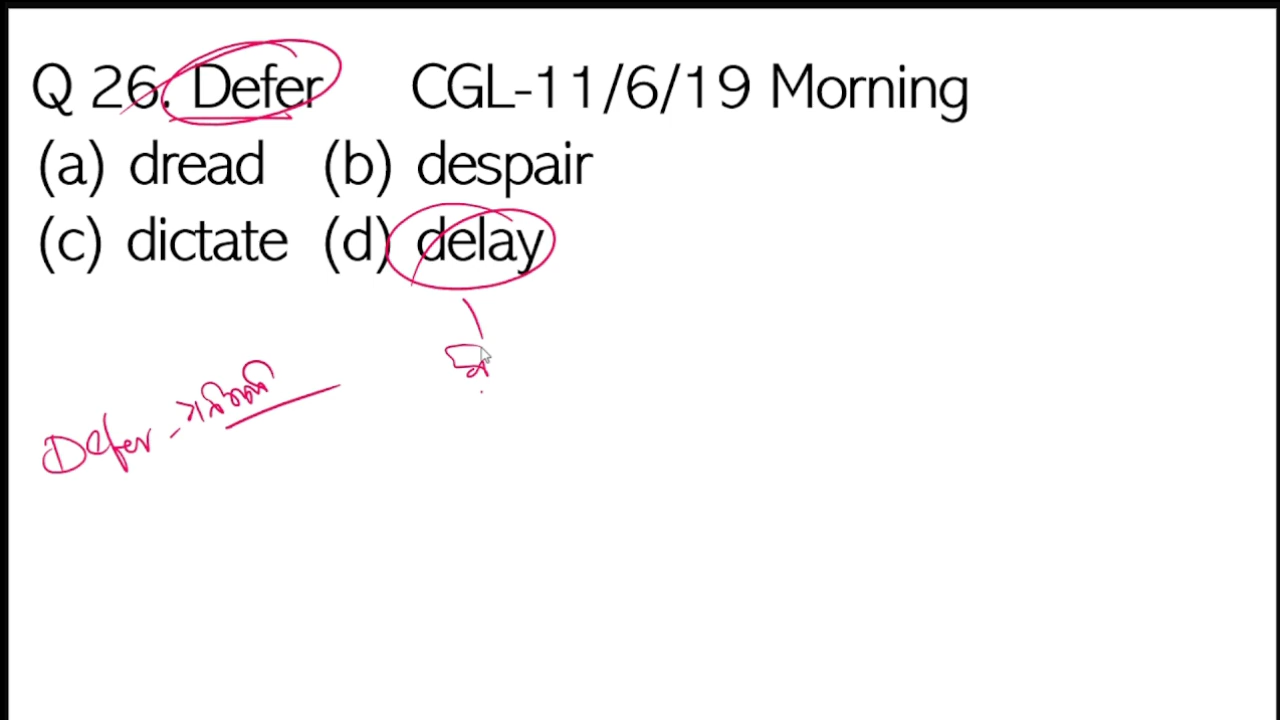 Q 26. Defer CGL-11/6/19 Morning
(a) dread (b) despair
(c) dictate (d) delay
Defer -